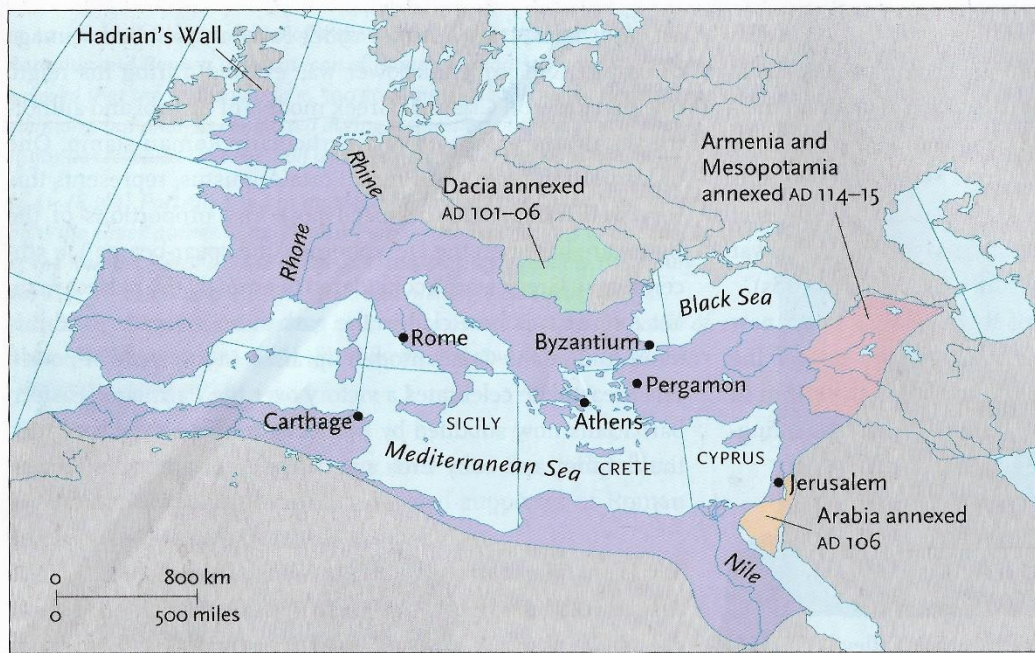 Hadrian's Wall
Rhine
Rhone
Dacia annexed
AD 101–06
Armenia and
Mesopotamia
annexed AD 114–15
Black Sea
Rome
Byzantium
Pergamon
Carthage
SICILY
Athens
Mediterranean Sea
CRETE
CYPRUS
Jerusalem
Arabia annexed
AD 106
Nile
0 800 km
0 500 miles